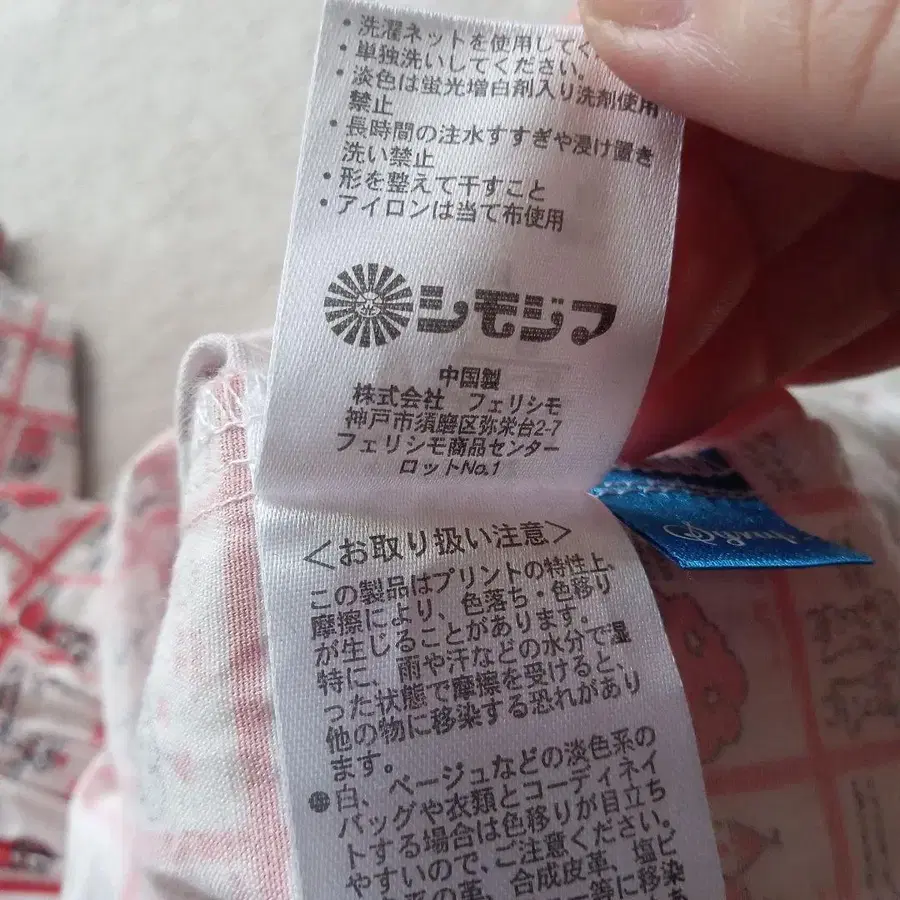 ・洗濯ネットを使用してく
・単独洗いしてください。
・淡色は蛍光増白剤入り洗剤使用
禁止
・長時間の注水すすぎや浸け置き
洗い禁止
・形を整えて干すこと
・アイロンは当て布使用
シモジマ
中国製
株式会社 フェリシモ
神戸市須磨区弥栄台2-7
フェリシモ商品センター
ロットNo.1
<お取り扱い注意>
この製品はプリントの特性上、
摩擦により、色落ち・色移り
が生じることがあります。
特に、雨や汗などの水分で湿
った状態で摩擦を受けると、
他の物に移染する恐れがあり
ます。
●白、ベージュなどの淡色系の
バッグや衣類とコーディネイ
トする場合は色移りが目立ち
やすいので、ご注意ください。
の革、合成皮革、塩ビ
等に移染